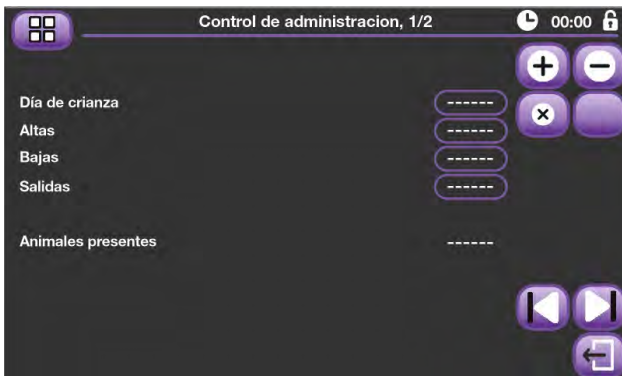 Control de administracion, 1/2 00:00
Día de crianza ------
Altas ------
Bajas ------
Salidas ------
Animales presentes ------